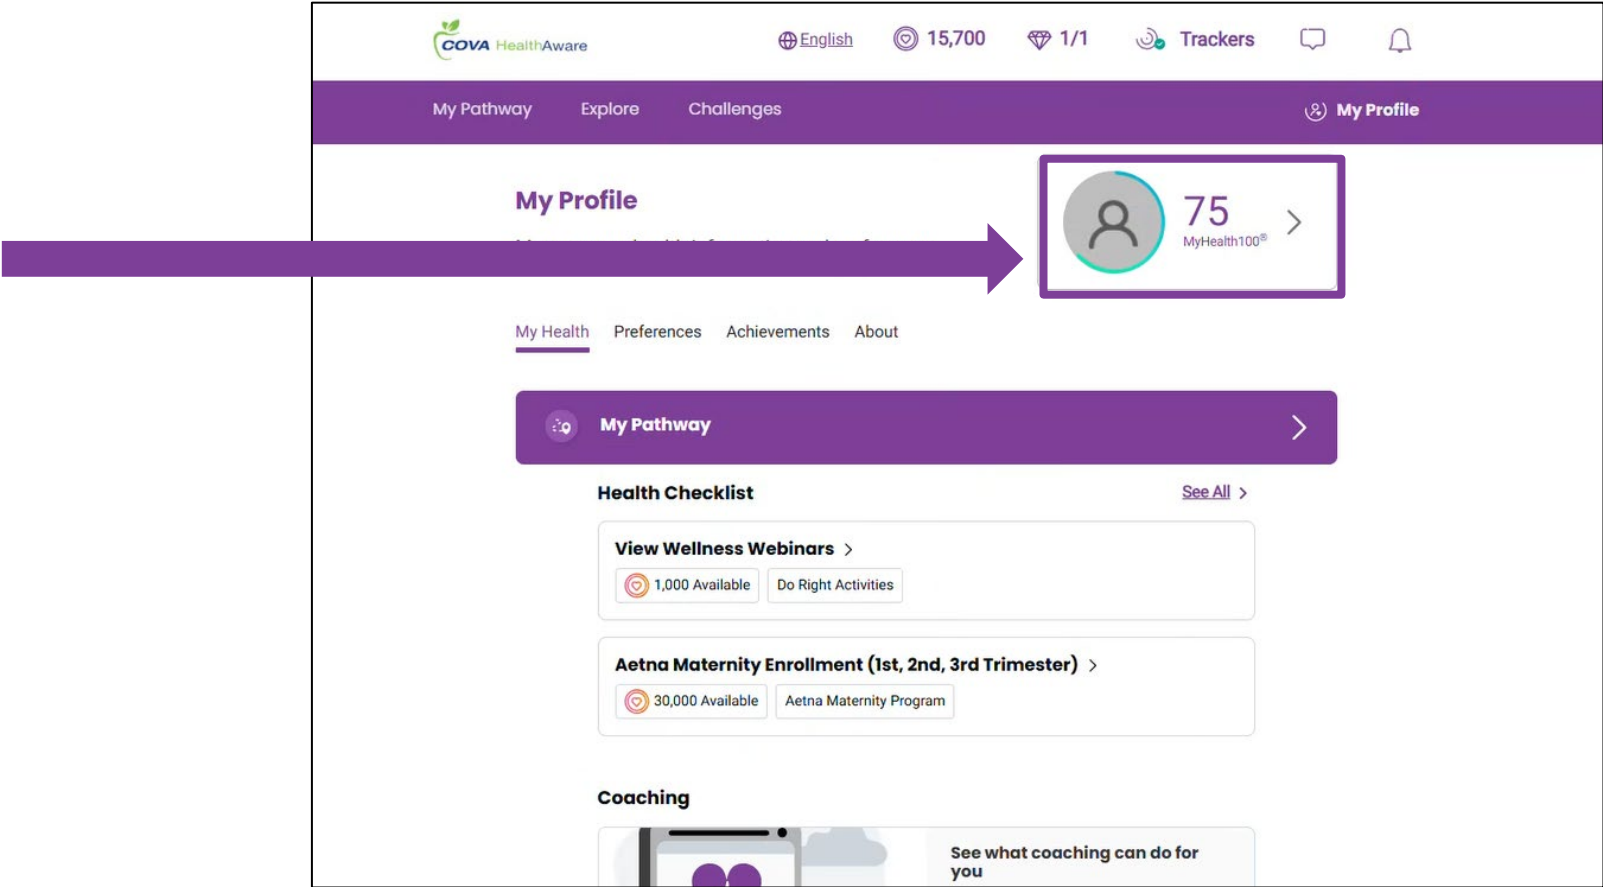 COVA HealthAware
English
15,700
1/1
Trackers
My Pathway
Explore
Challenges
My Profile
My Profile
75
MyHealth100®
My Health
Preferences
Achievements
About
My Pathway
Health Checklist
See All
View Wellness Webinars
1,000 Available
Do Right Activities
Aetna Maternity Enrollment (1st, 2nd, 3rd Trimester)
30,000 Available
Aetna Maternity Program
Coaching
See what coaching can do for
you